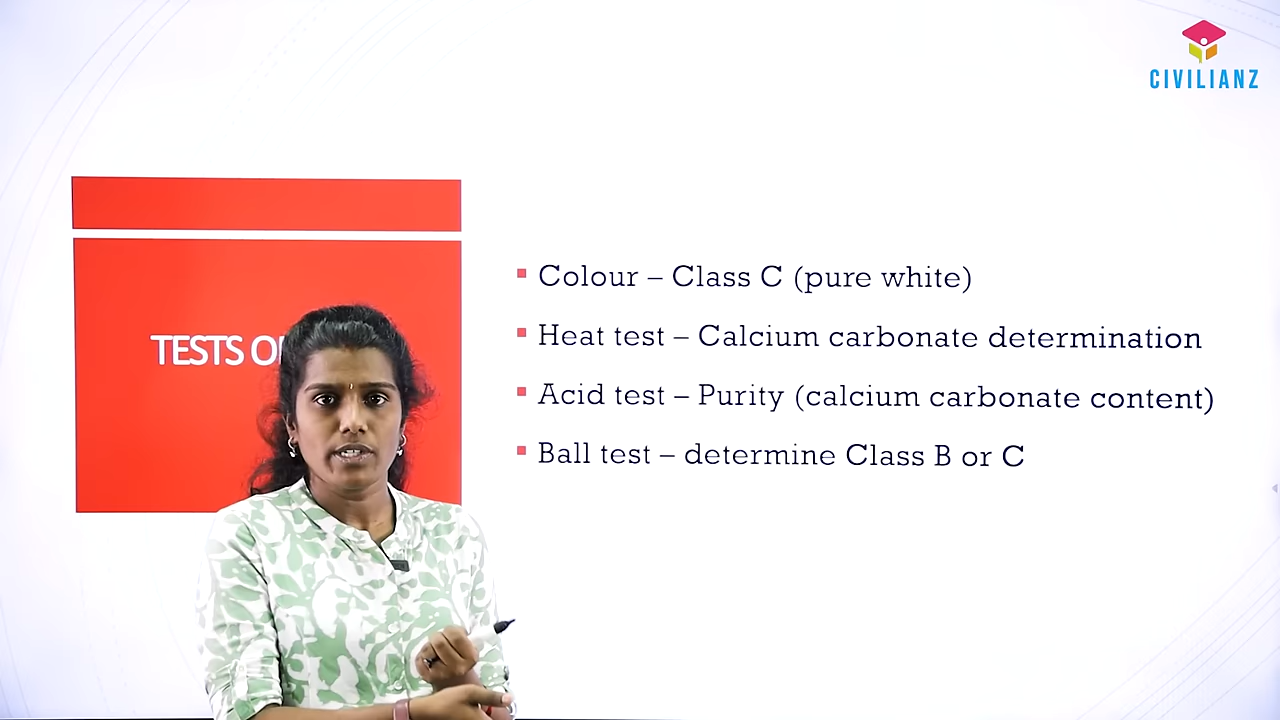 CIVILIANZ
TESTS
Colour – Class C (pure white)
Heat test – Calcium carbonate determination
Acid test – Purity (calcium carbonate content)
Ball test – determine Class B or C